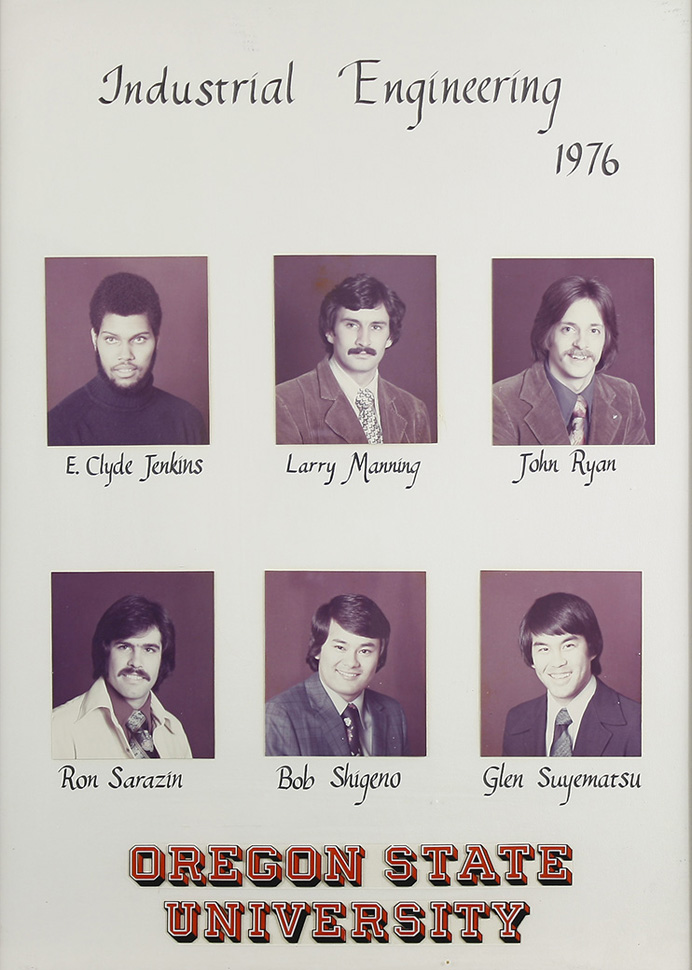 Industrial Engineering
1976
E. Clyde Jenkins
Larry Manning
John Ryan
Ron Sarazin
Bob Shigeno
Glen Suyematsu
OREGON STATE
UNIVERSITY